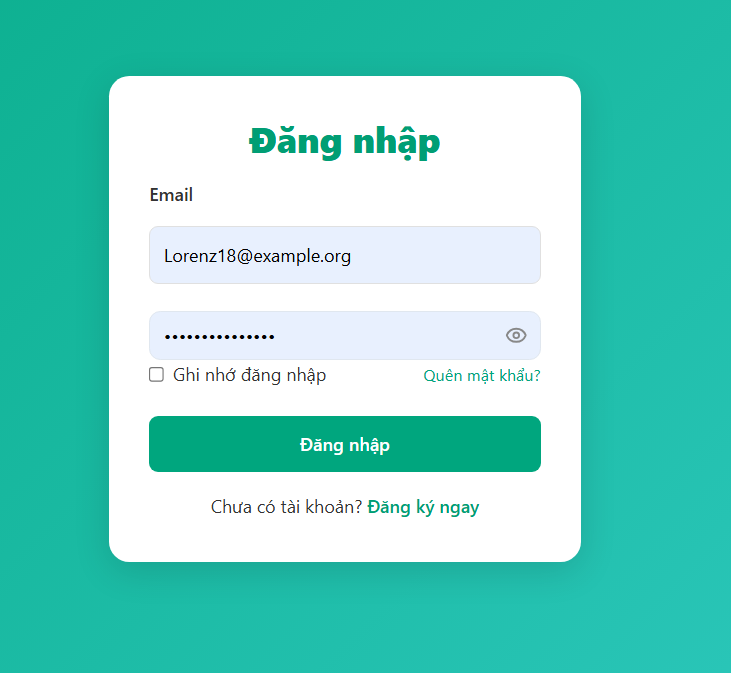 Đăng nhập
Email
Lorenz18@example.org
•••••••••••••••
Ghi nhớ đăng nhập Quên mật khẩu?
Đăng nhập
Chưa có tài khoản? Đăng ký ngay